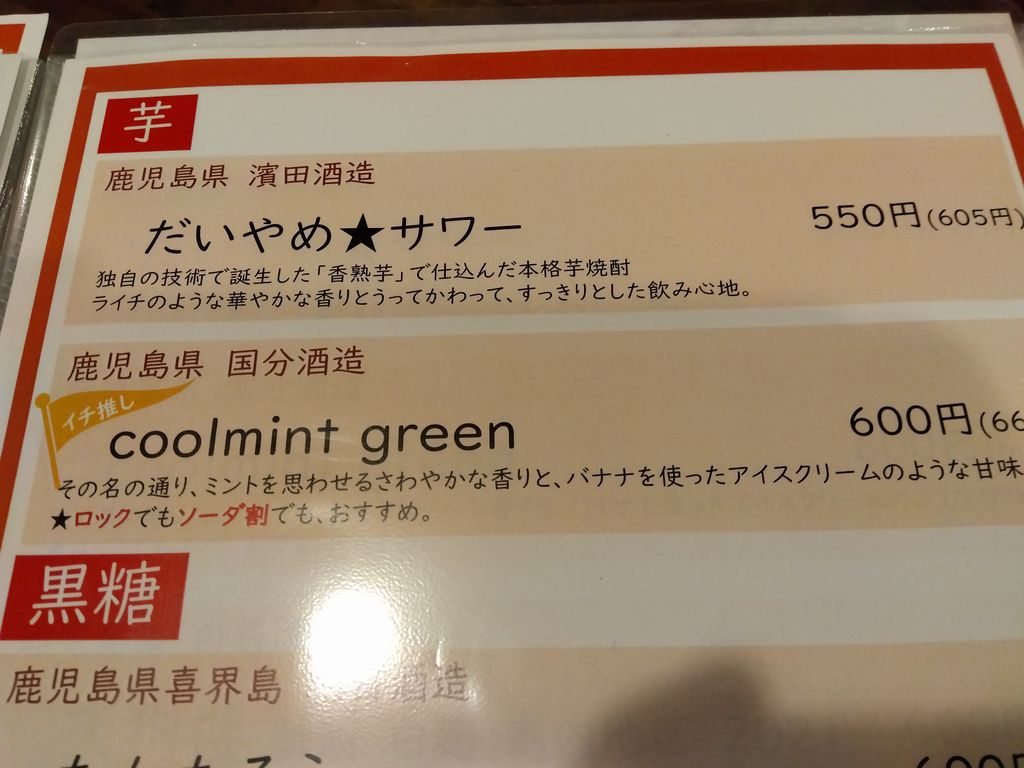 芋
鹿児島県 濱田酒造
だいやめ★サワー 550円(605円)
独自の技術で誕生した「香熟芋」で仕込んだ本格芋焼酎
ライチのような華やかな香りとうってかわって、すっきりとした飲み心地。
鹿児島県 国分酒造
イチ推し
coolmint green 600円(66
その名の通り、ミントを思わせるさわやかな香りと、バナナを使ったアイスクリームのような甘味
★ロックでもソーダ割でも、おすすめ。
黒糖
鹿児島県喜界島 酒造